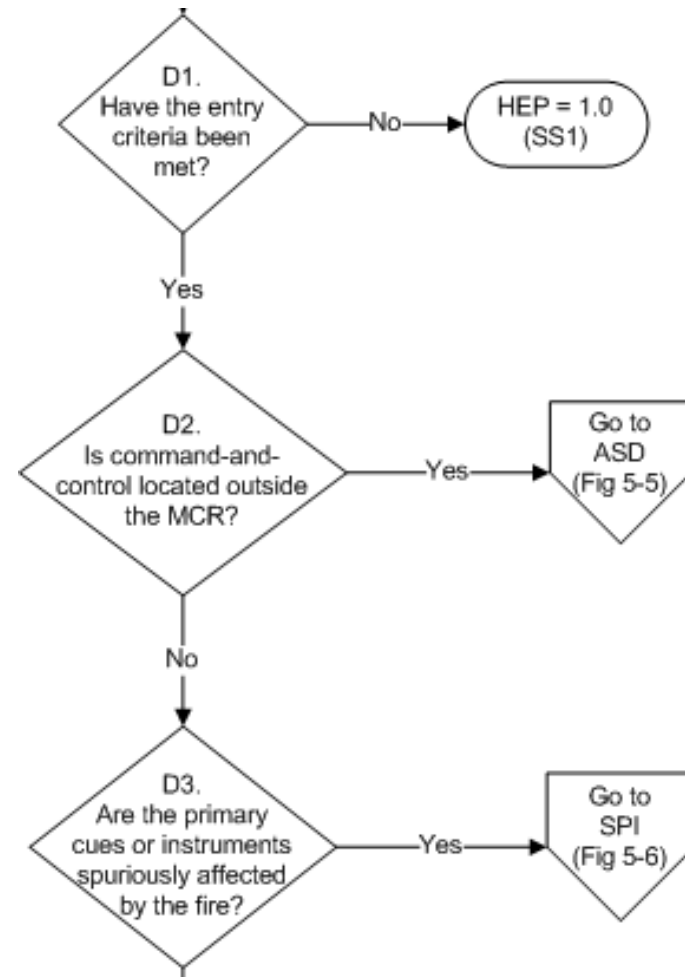 D1.
Have the entry
criteria been
met?
No
HEP = 1.0
(SS1)
Yes
D2.
Is command-and-
control located outside
the MCR?
Yes
Go to
ASD
(Fig 5-5)
No
D3.
Are the primary
cues or instruments
spuriously affected
by the fire?
Yes
Go to
SPI
(Fig 5-6)